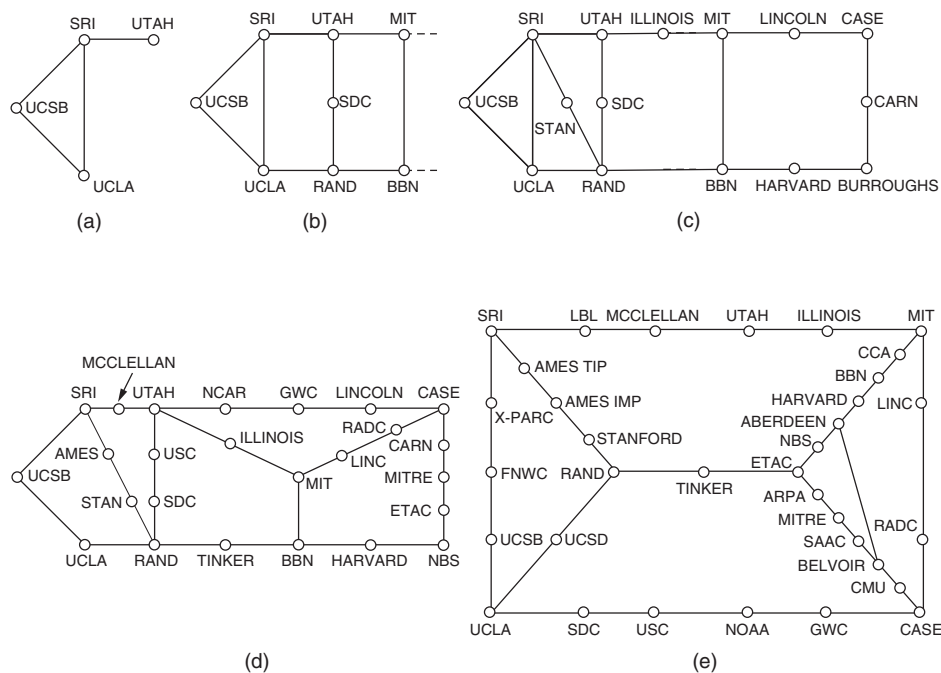 SRI UTAH
UCSB
UCLA
(a)
SRI UTAH MIT
UCSB SDC
UCLA RAND BBN
(b)
SRI UTAH ILLINOIS MIT LINCOLN CASE
UCSB SDC CARN
STAN
UCLA RAND BBN HARVARD BURROUGHS
(c)
MCCLELLAN
SRI UTAH NCAR GWC LINCOLN CASE
RADC
ILLINOIS CARN
AMES USC LINC
UCSB MIT MITRE
STAN SDC ETAC
UCLA RAND TINKER BBN HARVARD NBS
(d)
SRI LBL MCCLELLAN UTAH ILLINOIS MIT
CCA
AMES TIP BBN
X-PARC AMES IMP HARVARD LINC
ABERDEEN
STANFORD NBS
FNWC RAND TINKER ETAC
ARPA
MITRE RADC
UCSB UCSD SAAC
BELVOIR
CMU
UCLA SDC USC NOAA GWC CASE
(e)